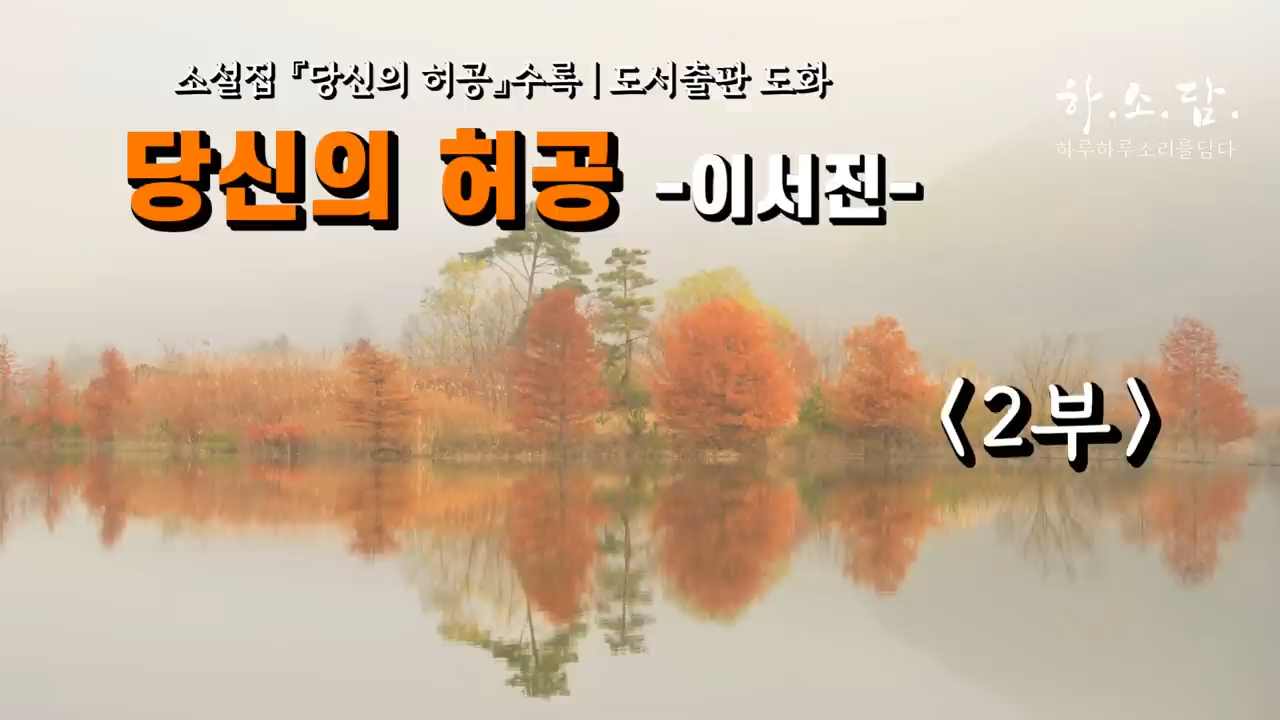 소설집 『당신의 허공』수록 | 도서출판 도화
하.소.담.
하루하루소리를담다
당신의 허공 -이서진-
<2부>